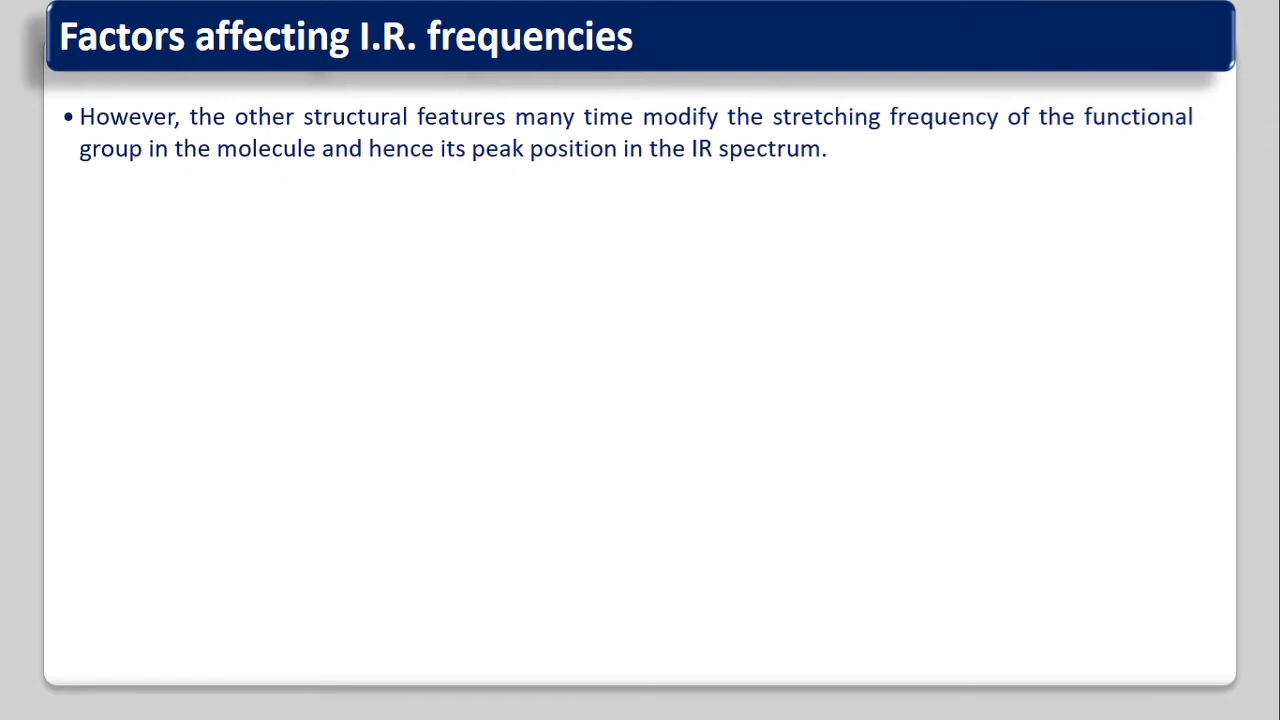 Factors affecting I.R. frequencies
• However, the other structural features many time modify the stretching frequency of the functional
group in the molecule and hence its peak position in the IR spectrum.